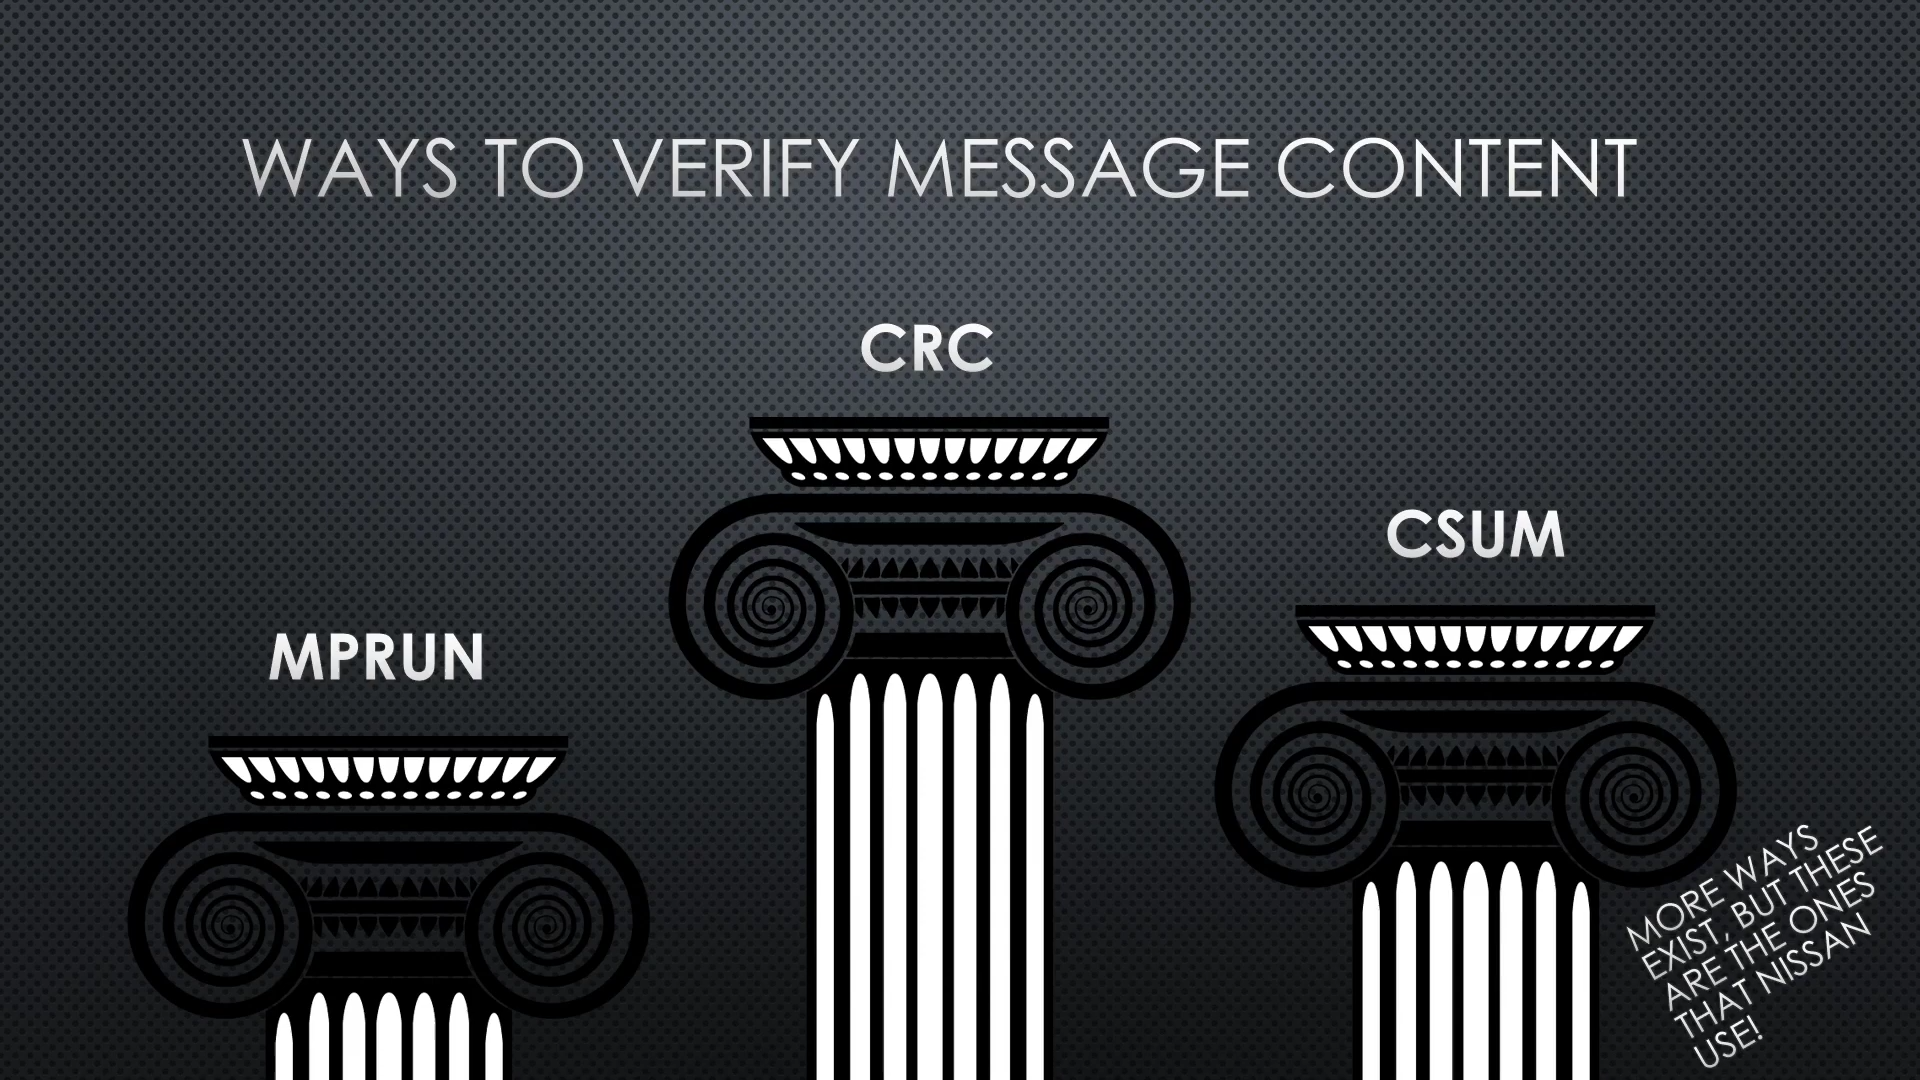 WAYS TO VERIFY MESSAGE CONTENT
CRC
CSUM
MPRUN
MORE WAYS
EXIST, BUT THESE
ARE THE ONES
THAT NISSAN
USE!